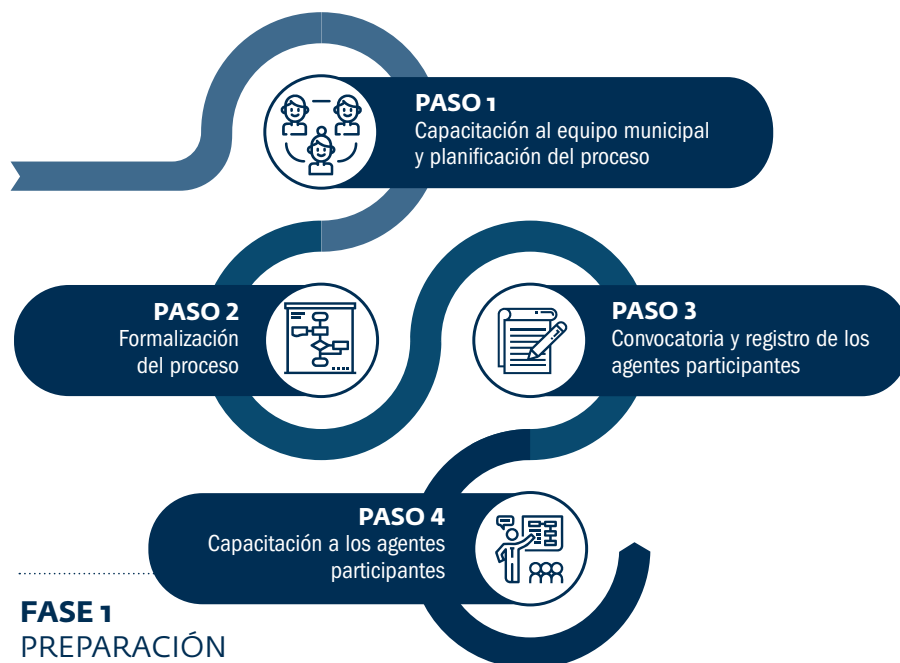 PASO 1
Capacitación al equipo municipal
y planificación del proceso
PASO 2
Formalización
del proceso
PASO 3
Convocatoria y registro de los
agentes participantes
PASO 4
Capacitación a los agentes
participantes
FASE 1
PREPARACIÓN